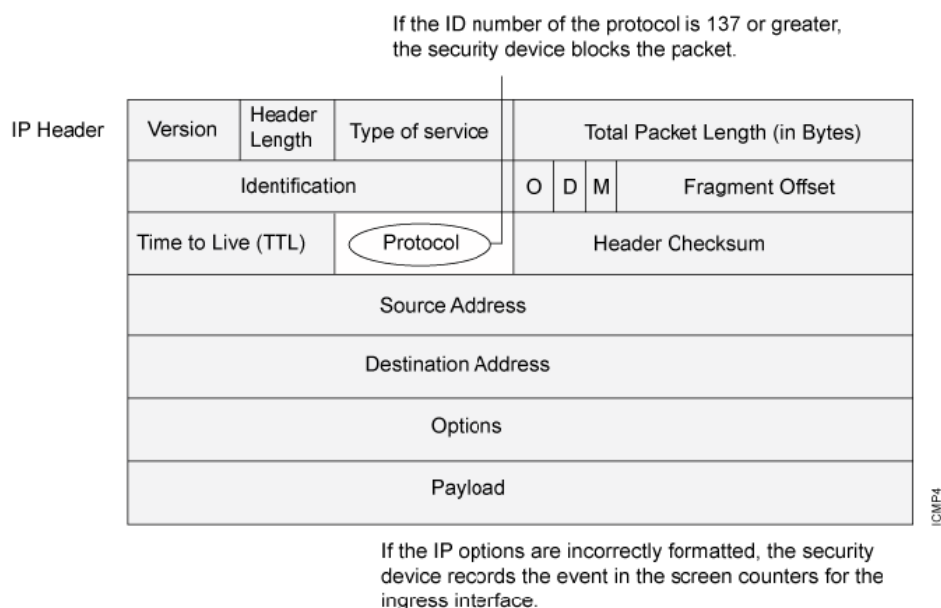 If the ID number of the protocol is 137 or greater,
the security device blocks the packet.
IP Header
Version
Header
Length
Type of service
Total Packet Length (in Bytes)
Identification
O
D
M
Fragment Offset
Time to Live (TTL)
Protocol
Header Checksum
Source Address
Destination Address
Options
Payload
ICMP4
If the IP options are incorrectly formatted, the security
device records the event in the screen counters for the
ingress interface.